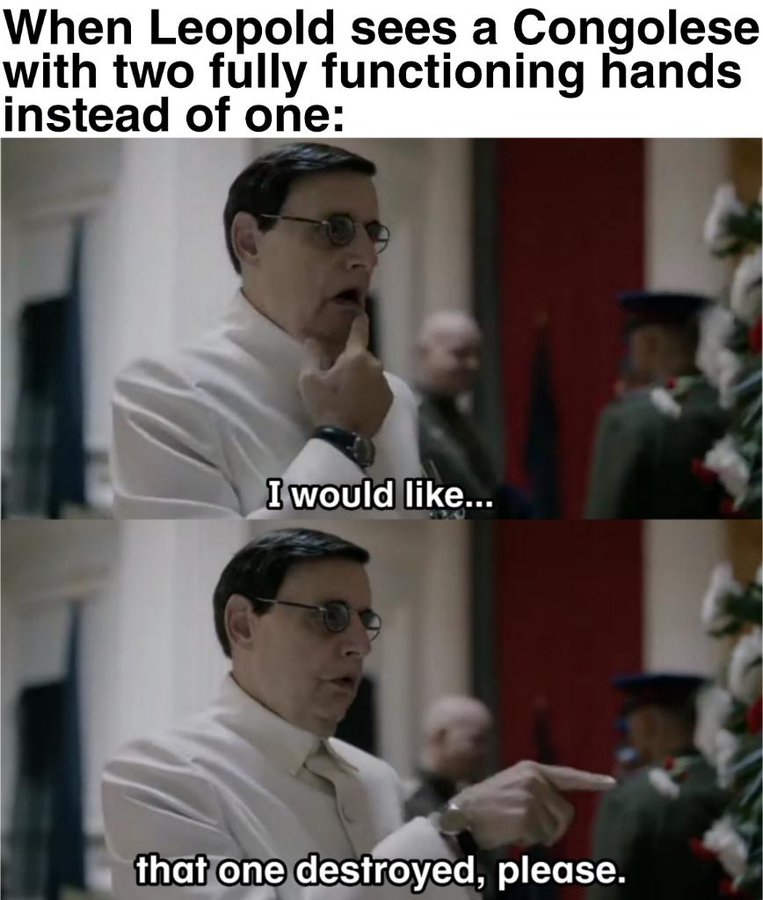 When Leopold sees a Congolese
with two fully functioning hands
instead of one:
I would like...
that one destroyed, please.